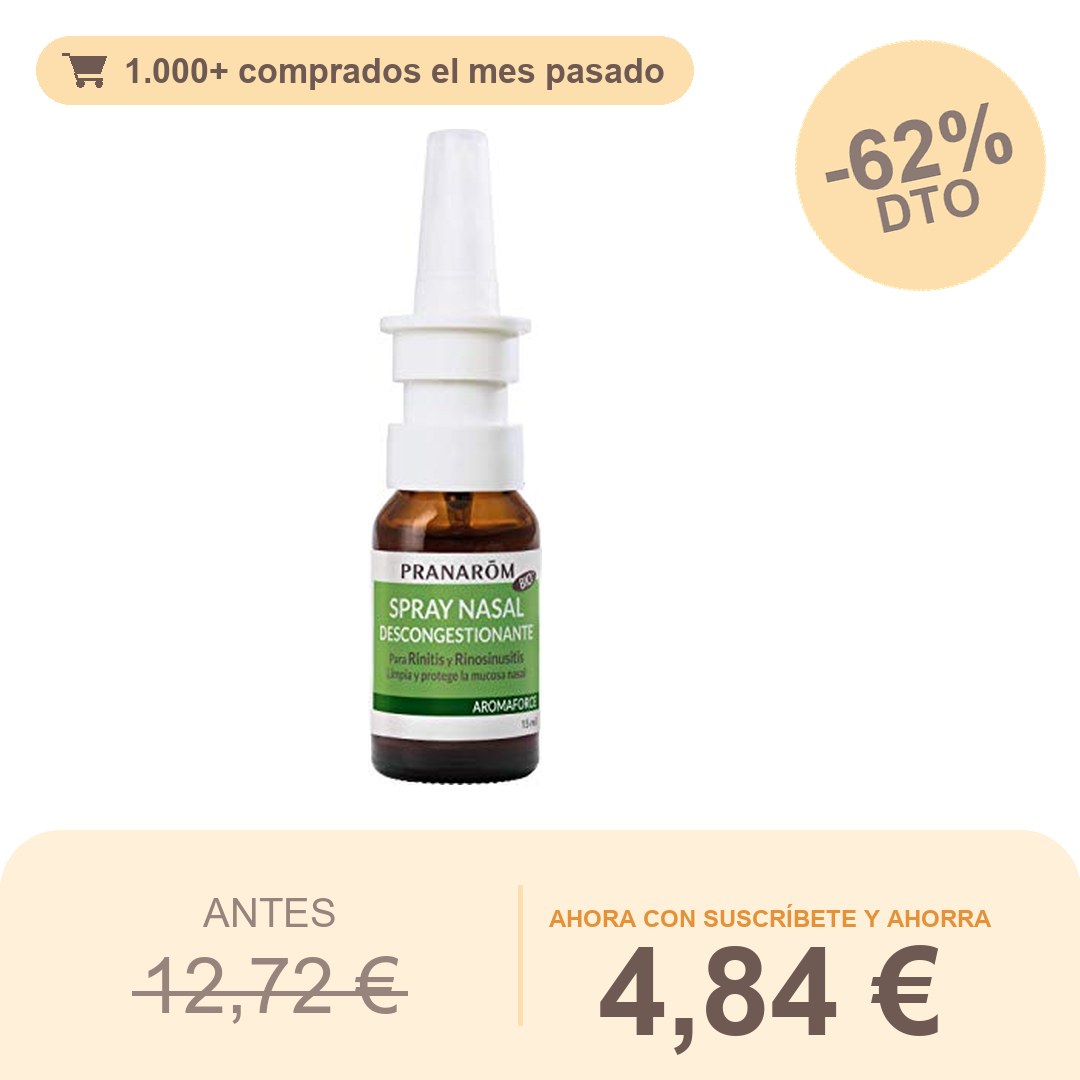 1.000+ comprados el mes pasado
-62%
DTO
PRANARŌM
BIO
SPRAY NASAL
DESCONGESTIONANTE
Para Rinitis y Rinosinusitis
Limpia y protege la mucosa nasal
AROMAFORCE
15 ml
ANTES
12,72 €
AHORA CON SUSCRÍBETE Y AHORRA
4,84 €